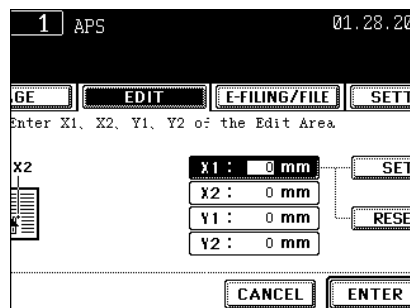 1 APS 01.28.20
GE EDIT E-FILING/FILE SETT
Enter X1、X2、Y1、Y2 of the Edit Area
X2
X1 : 0 mm SET
X2 : 0 mm
Y1 : 0 mm RESE
Y2 : 0 mm
CANCEL ENTER